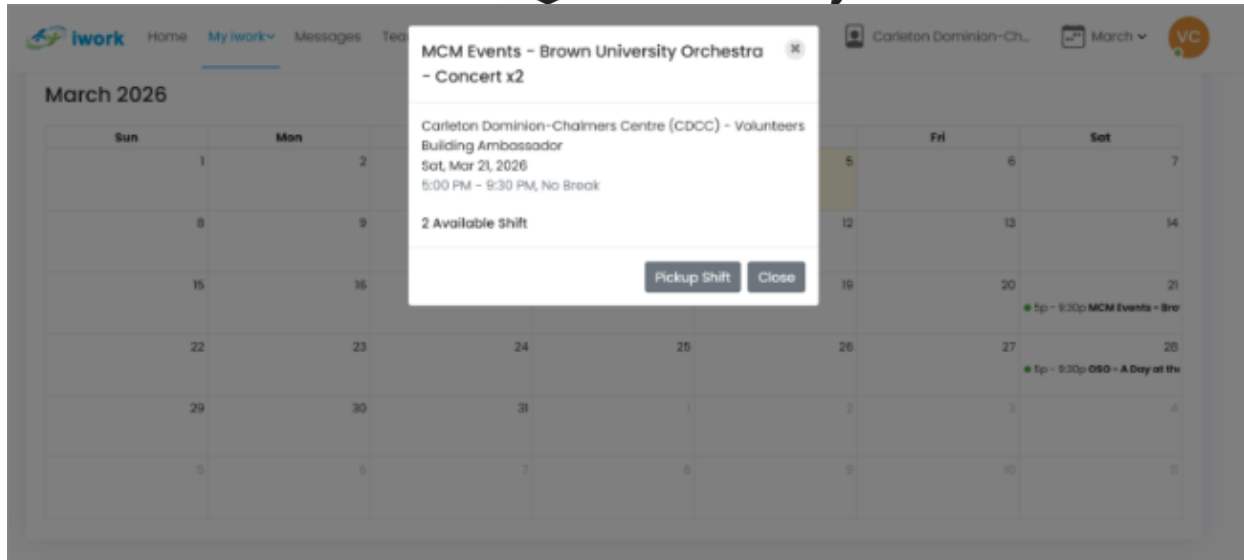 iwork Home My iwork Messages Tea
Carleton Dominion-Ch... March VC
MCM Events - Brown University Orchestra
- Concert x2
Carleton Dominion-Chalmers Centre (CDCC) - Volunteers
Building Ambassador
Sat, Mar 21, 2026
5:00 PM - 9:30 PM, No Break
2 Available Shift
Pickup Shift Close
March 2026
Sun Mon Fri Sat
1 2 5 6 7
8 9 12 13 14
15 16 19 20 21
5p - 9:30p MCM Events - Bro
22 23 24 25 26 27 28
5p - 9:30p OSO - A Day at the
29 30 31 1 2 3 4
5 6 7 8 9 10 11